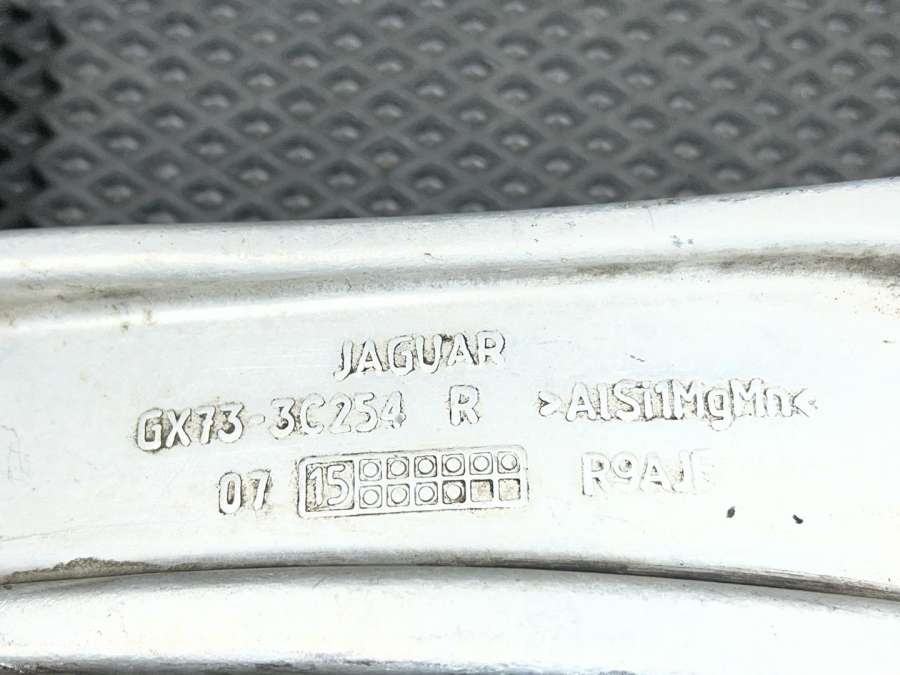 JAGUAR
GX73-3C254 R >AlSi1MgMn<
07 15 R9AJE